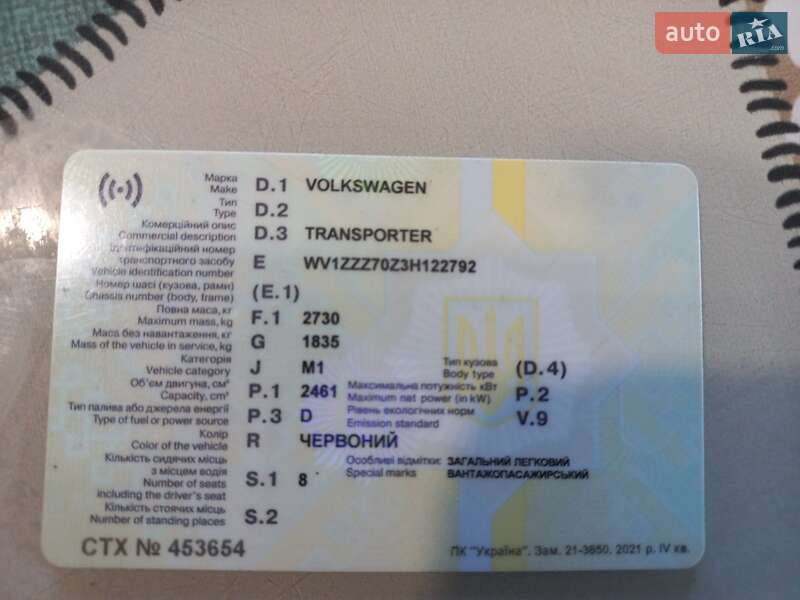 auto RIA .com
Марка
Make D.1 VOLKSWAGEN
Тип
Type D.2
Комерційний опис
Commercial description D.3 TRANSPORTER
Ідентифікаційний номер
транспортного засобу
Vehicle identification number E WV1ZZZ70Z3H122792
Номер шасі (кузова, рами)
Chassis number (body, frame) (E.1)
Повна маса, кг
Maximum mass, kg F.1 2730
Маса без навантаження, кг
Mass of the vehicle in service, kg G 1835
Категорія
Vehicle category J M1
Тип кузова
Body type (D.4)
Об'єм двигуна, см³
Capacity, cm³ P.1 2461
Максимальна потужність кВт
Maximum net power (in kW) P.2
Тип палива або джерела енергії
Type of fuel or power source P.3 D
Рівень екологічних норм
Emission standard V.9
Колір
Color of the vehicle R ЧЕРВОНИЙ
Кількість сидячих місць
з місцем водія
Number of seats
including the driver's seat S.1 8
Особливі відмітки: ЗАГАЛЬНИЙ ЛЕГКОВИЙ
Special marks ВАНТАЖОПАСАЖИРСЬКИЙ
Кількість стоячих місць
Number of standing places S.2
СТХ № 453654
ПК "Україна". Зам. 21-3850. 2021 р. IV кв.